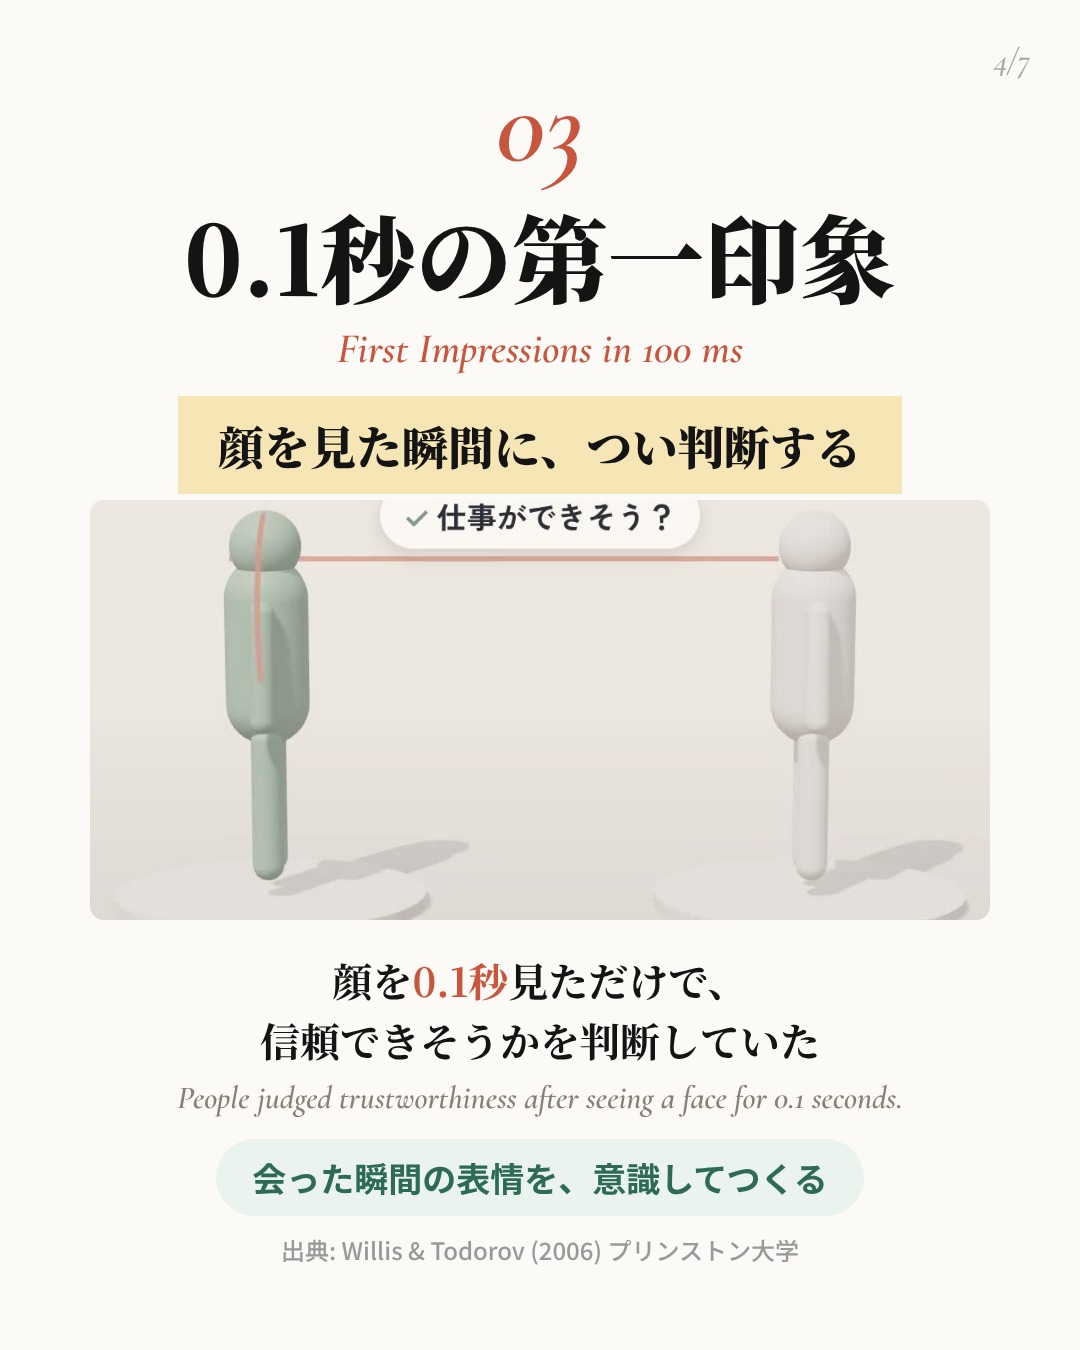 4/7
03
0.1秒の第一印象
First Impressions in 100 ms
顔を見た瞬間に、つい判断する
✓ 仕事ができそう？
顔を0.1秒見ただけで、
信頼できそうかを判断していた
People judged trustworthiness after seeing a face for 0.1 seconds.
会った瞬間の表情を、意識してつくる
出典: Willis & Todorov (2006) プリンストン大学